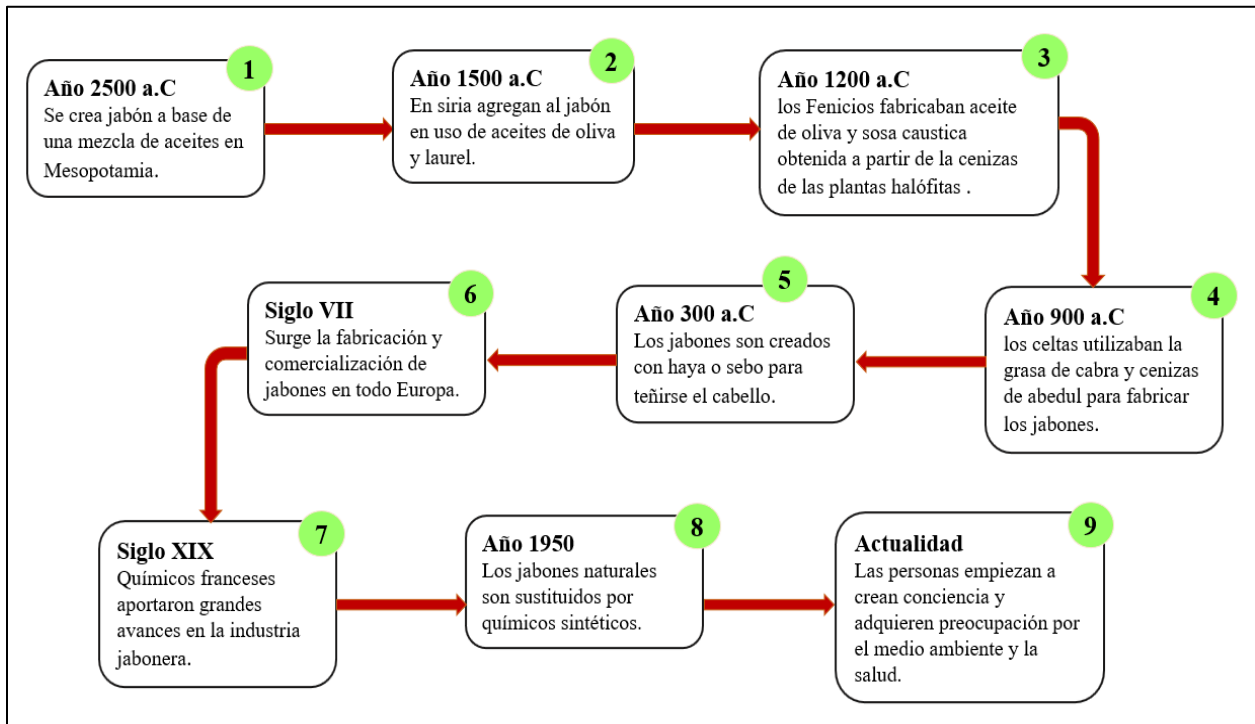 1
Año 2500 a.C
Se crea jabón a base de
una mezcla de aceites en
Mesopotamia.
2
Año 1500 a.C
En siria agregan al jabón
en uso de aceites de oliva
y laurel.
3
Año 1200 a.C
los Fenicios fabricaban aceite
de oliva y sosa caustica
obtenida a partir de la cenizas
de las plantas halófitas .
4
Año 900 a.C
los celtas utilizaban la
grasa de cabra y cenizas
de abedul para fabricar
los jabones.
5
Año 300 a.C
Los jabones son creados
con haya o sebo para
teñirse el cabello.
6
Siglo VII
Surge la fabricación y
comercialización de
jabones en todo Europa.
7
Siglo XIX
Químicos franceses
aportaron grandes
avances en la industria
jabonera.
8
Año 1950
Los jabones naturales
son sustituidos por
químicos sintéticos.
9
Actualidad
Las personas empiezan a
crean conciencia y
adquieren preocupación por
el medio ambiente y la
salud.